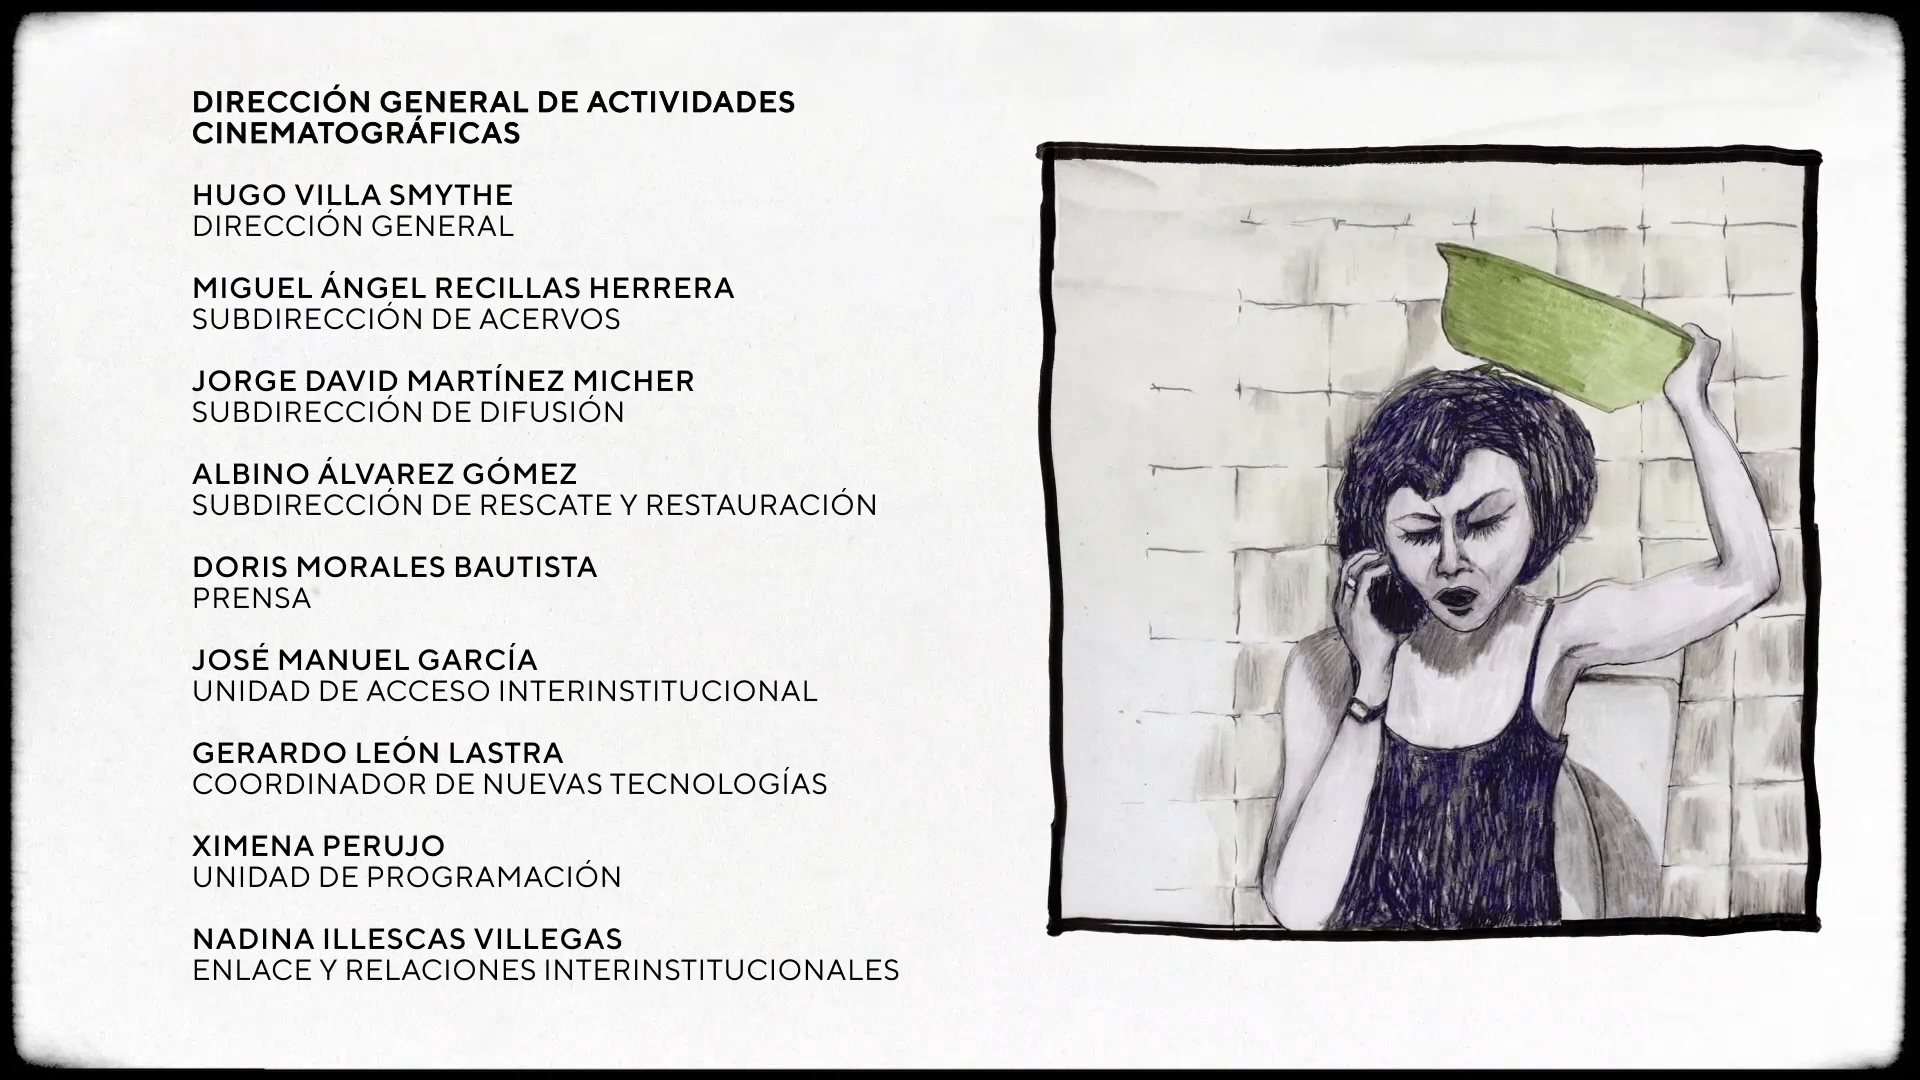 DIRECCIÓN GENERAL DE ACTIVIDADES
CINEMATOGRÁFICAS
HUGO VILLA SMYTHE
DIRECCIÓN GENERAL
MIGUEL ÁNGEL RECILLAS HERRERA
SUBDIRECCIÓN DE ACERVOS
JORGE DAVID MARTÍNEZ MICHER
SUBDIRECCIÓN DE DIFUSIÓN
ALBINO ÁLVAREZ GÓMEZ
SUBDIRECCIÓN DE RESCATE Y RESTAURACIÓN
DORIS MORALES BAUTISTA
PRENSA
JOSÉ MANUEL GARCÍA
UNIDAD DE ACCESO INTERINSTITUCIONAL
GERARDO LEÓN LASTRA
COORDINADOR DE NUEVAS TECNOLOGÍAS
XIMENA PERUJO
UNIDAD DE PROGRAMACIÓN
NADINA ILLESCAS VILLEGAS
ENLACE Y RELACIONES INTERINSTITUCIONALES